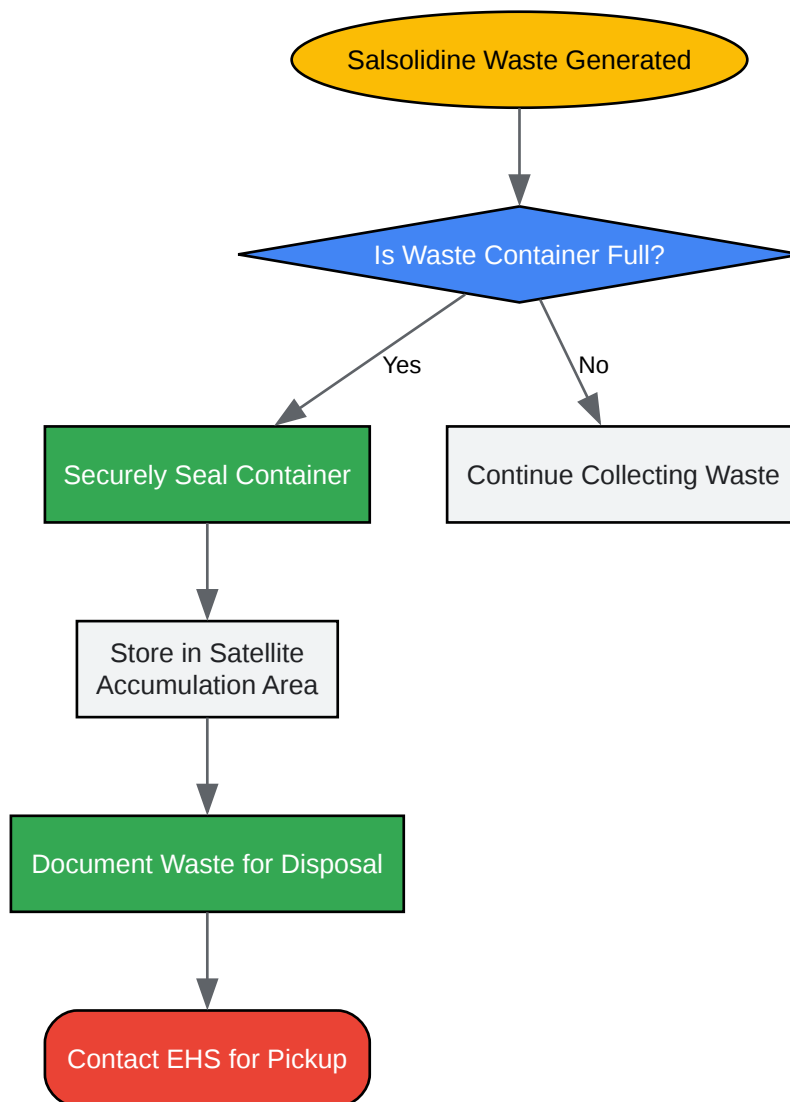 Salsolidine Waste Generated
Is Waste Container Full?
Yes
No
Securely Seal Container
Continue Collecting Waste
Store in Satellite
Accumulation Area
Document Waste for Disposal
Contact EHS for Pickup